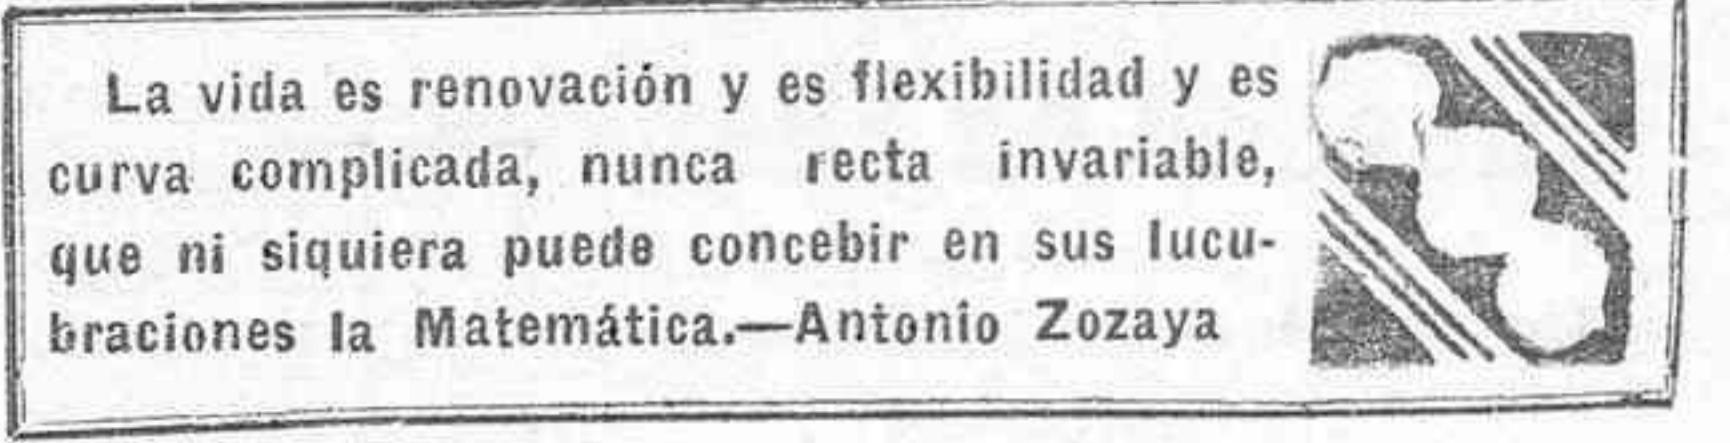 La vida es renovación y es flexibilidad y es
curva complicada, nunca recta invariable,
que ni siquiera puede concebir en sus lucu-
braciones la Matemática.—Antonio Zozaya